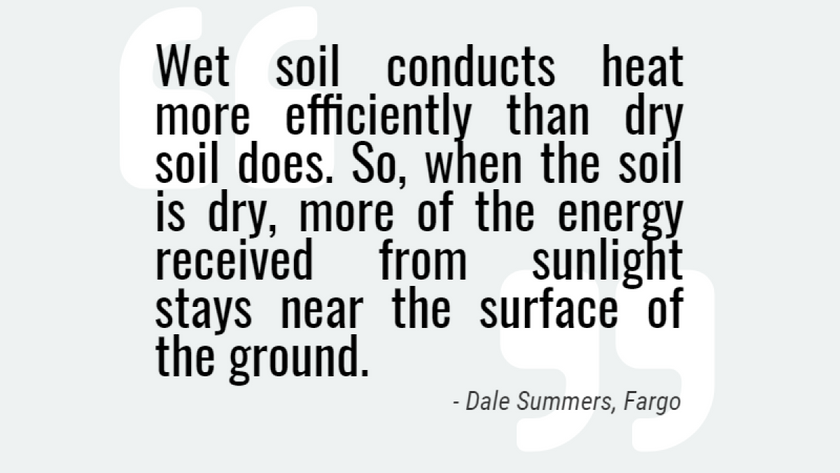 Wet soil conducts heat
more efficiently than dry
soil does. So, when the soil
is dry, more of the energy
received from sunlight
stays near the surface of
the ground.
- Dale Summers, Fargo